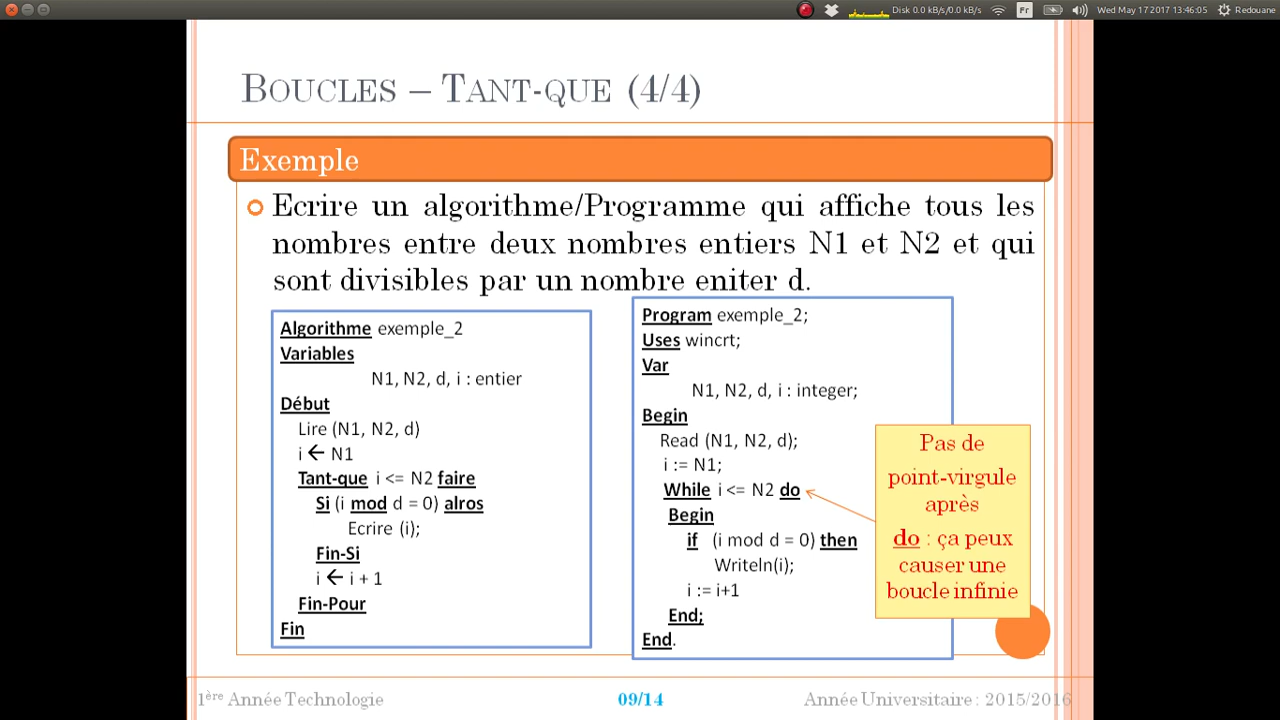 Disk 0.0 kB/s/0.0 kB/s Fr Wed May 17 2017 13:46:05 Redouane
BOUCLES – TANT-QUE (4/4)
Exemple
Ecrire un algorithme/Programme qui affiche tous les
nombres entre deux nombres entiers N1 et N2 et qui
sont divisibles par un nombre eniter d.
Algorithme exemple_2
Variables
N1, N2, d, i : entier
Début
Lire (N1, N2, d)
i ← N1
Tant-que i <= N2 faire
Si (i mod d = 0) alros
Ecrire (i);
Fin-Si
i ← i + 1
Fin-Pour
Fin
Program exemple_2;
Uses wincrt;
Var
N1, N2, d, i : integer;
Begin
Read (N1, N2, d);
i := N1;
While i <= N2 do
Begin
if (i mod d = 0) then
Writeln(i);
i := i+1
End;
End.
Pas de
point-virgule
après
do : ça peux
causer une
boucle infinie
1ère Année Technologie
09/14
Année Universitaire : 2015/2016